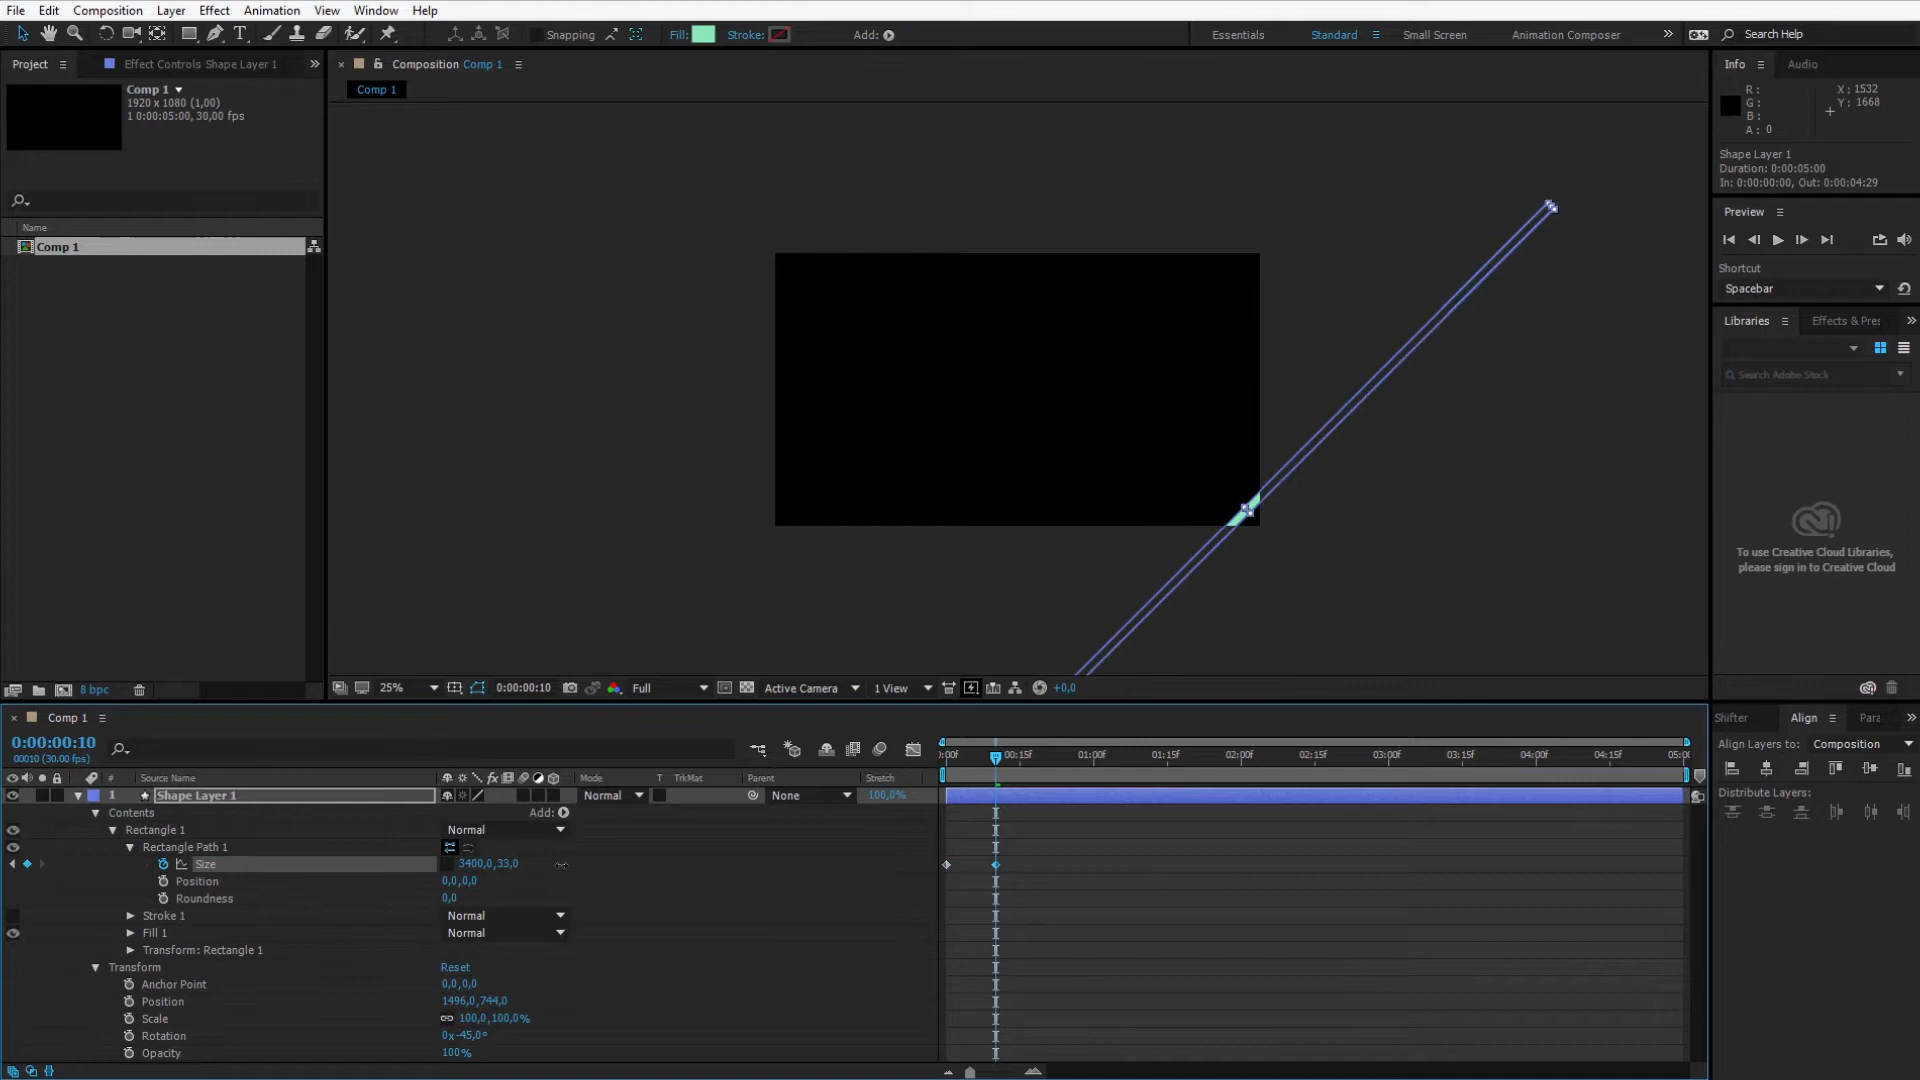 File Edit Composition Layer Effect Animation View Window Help
Snapping Fill: Stroke: Add: Essentials Standard Small Screen Animation Composer Search Help
Project Effect Controls Shape Layer 1 Composition Comp 1 Info Audio
Comp 1
Comp 1
1920 x 1080 (1,00)
1 0:00:05:00, 30,00 fps
R :
G :
B :
A : 0
X : 1532
Y : 1668
Shape Layer 1
Duration: 0:00:05:00
In: 0:00:00:00, Out: 0:00:04:29
Preview
Shortcut
Spacebar
Name
Comp 1
Libraries Effects & Pres
Search Adobe Stock
To use Creative Cloud Libraries,
please sign in to Creative Cloud
8 bpc 25% 0:00:00:10 Full Active Camera 1 View +0,0
Comp 1 Shifter Align Para
0:00:00:10
00010 (30.00 fps)
Align Layers to: Composition
Distribute Layers:
:00f 00:15f 01:00f 01:15f 02:00f 02:15f 03:00f 03:15f 04:00f 04:15f 05:00
# Source Name Mode T TrkMat Parent Stretch
1 Shape Layer 1 Normal None 100,0%
Contents Add:
Rectangle 1 Normal
Rectangle Path 1
Size 3400,0,33,0
Position 0,0,0,0
Roundness 0,0
Stroke 1 Normal
Fill 1 Normal
Transform: Rectangle 1
Transform Reset
Anchor Point 0,0,0,0
Position 1496,0,744,0
Scale 100,0,100,0%
Rotation 0x-45,0°
Opacity 100%